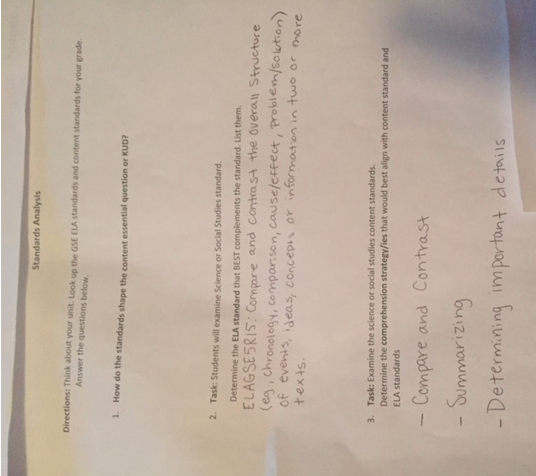 Standards Analysis
Directions: Think about your unit. Look up the GSE ELA standards and content standards for your grade.
Answer the questions below.
1. How do the standards shape the content essential question or KUD?
2. Task: Students will examine Science or Social Studies standard.
Determine the ELA standard that BEST complements the standard. List them.
ELAGSE5RI5: Compare and contrast the overall structure
(eg, chronology, comparison, cause/effect, problem/solution)
of events, ideas, concepts or information in two or more
texts.
3. Task: Examine the science or social studies content standards.
Determine the comprehension strategy/ies that would best align with content standard and
ELA standards
- Compare and Contrast
- Summarizing
- Determining important details